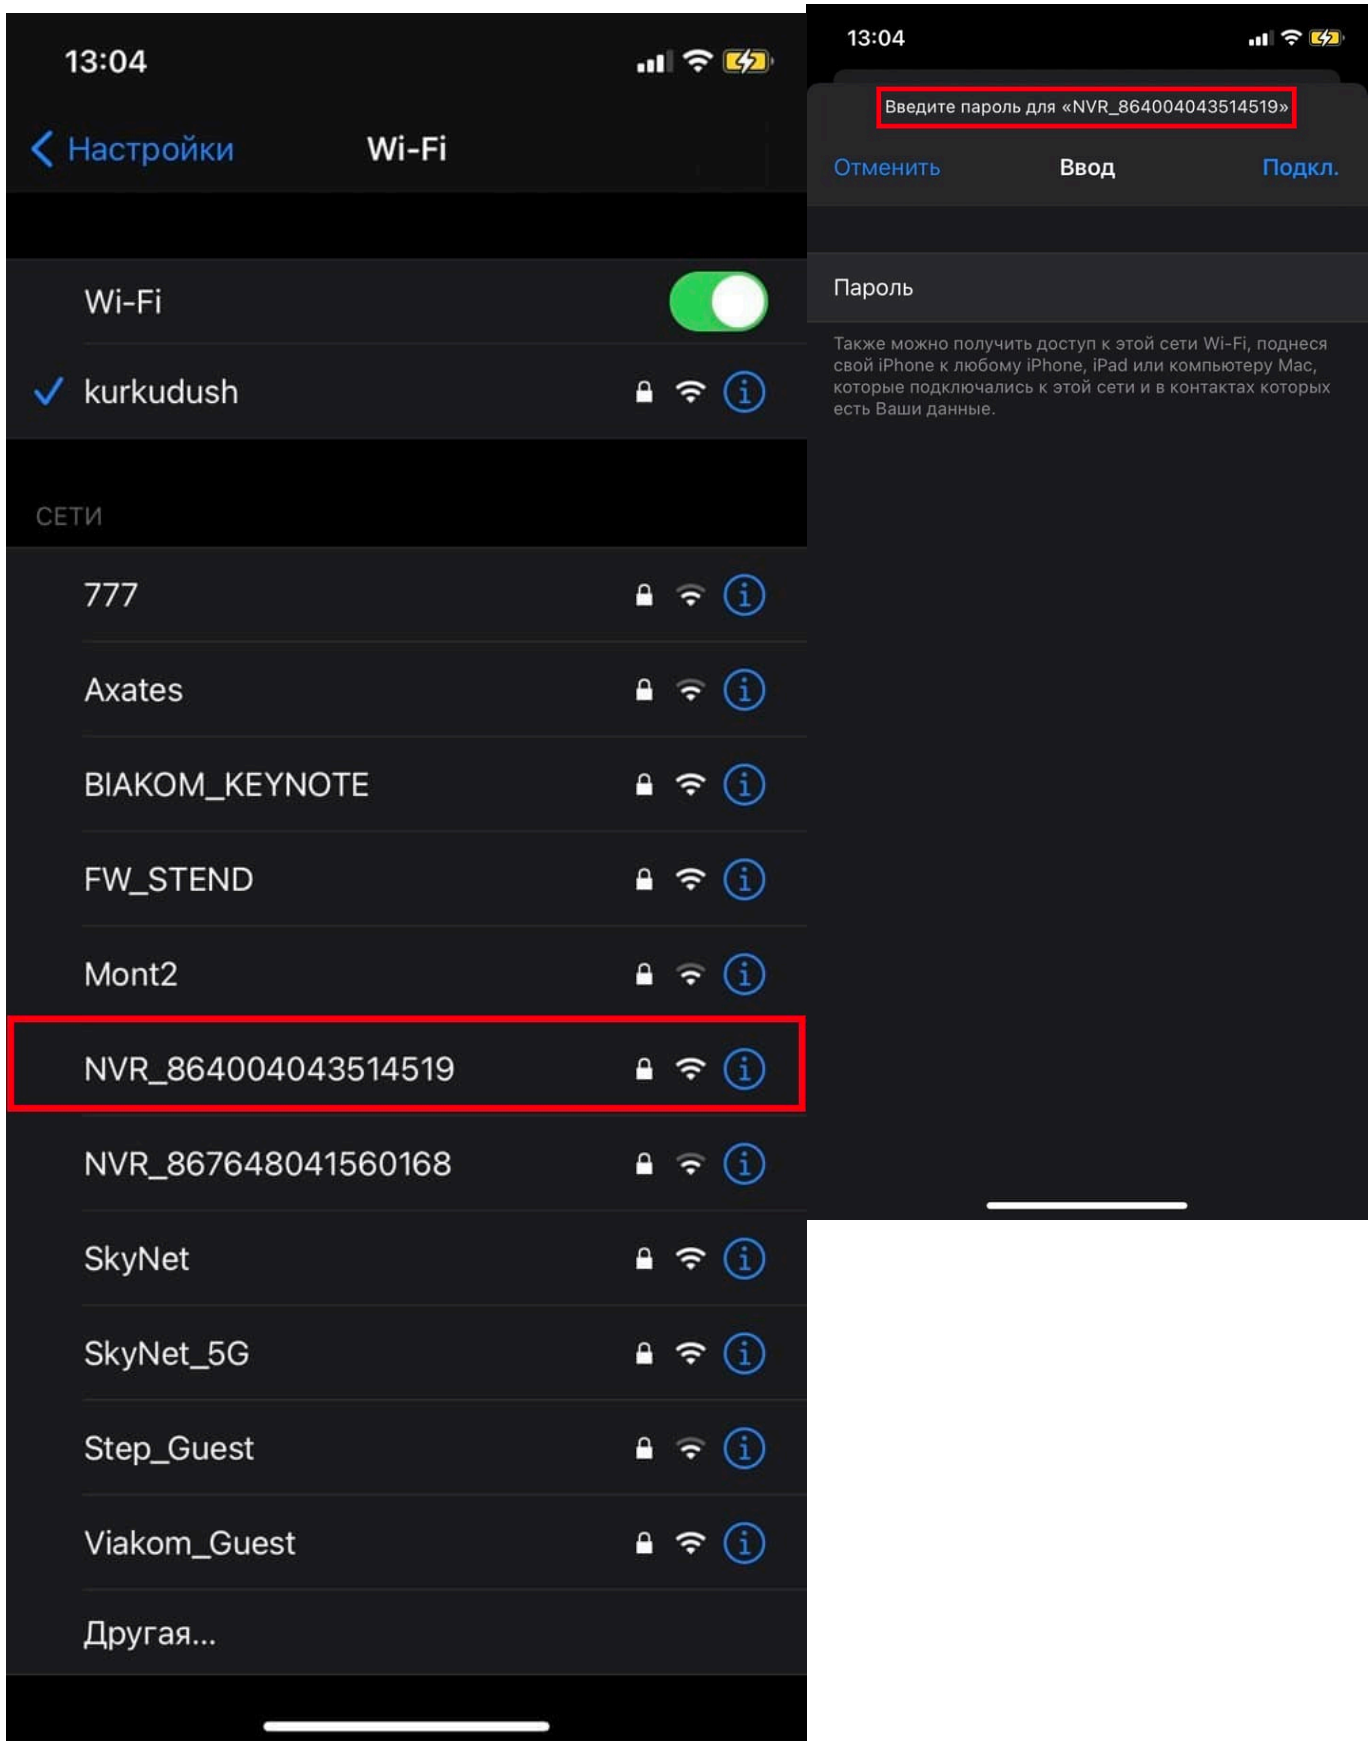 13:04
Настройки
Wi-Fi
Wi-Fi
kurkudush
СЕТИ
777
Axates
BIAKOM_KEYNOTE
FW_STEND
Mont2
NVR_864004043514519
NVR_867648041560168
SkyNet
SkyNet_5G
Step_Guest
Viakom_Guest
Другая...
13:04
Введите пароль для «NVR_864004043514519»
Отменить
Ввод
Подкл.
Пароль
Также можно получить доступ к этой сети Wi-Fi, поднеся
свой iPhone к любому iPhone, iPad или компьютеру Mac,
которые подключались к этой сети и в контактах которых
есть Ваши данные.